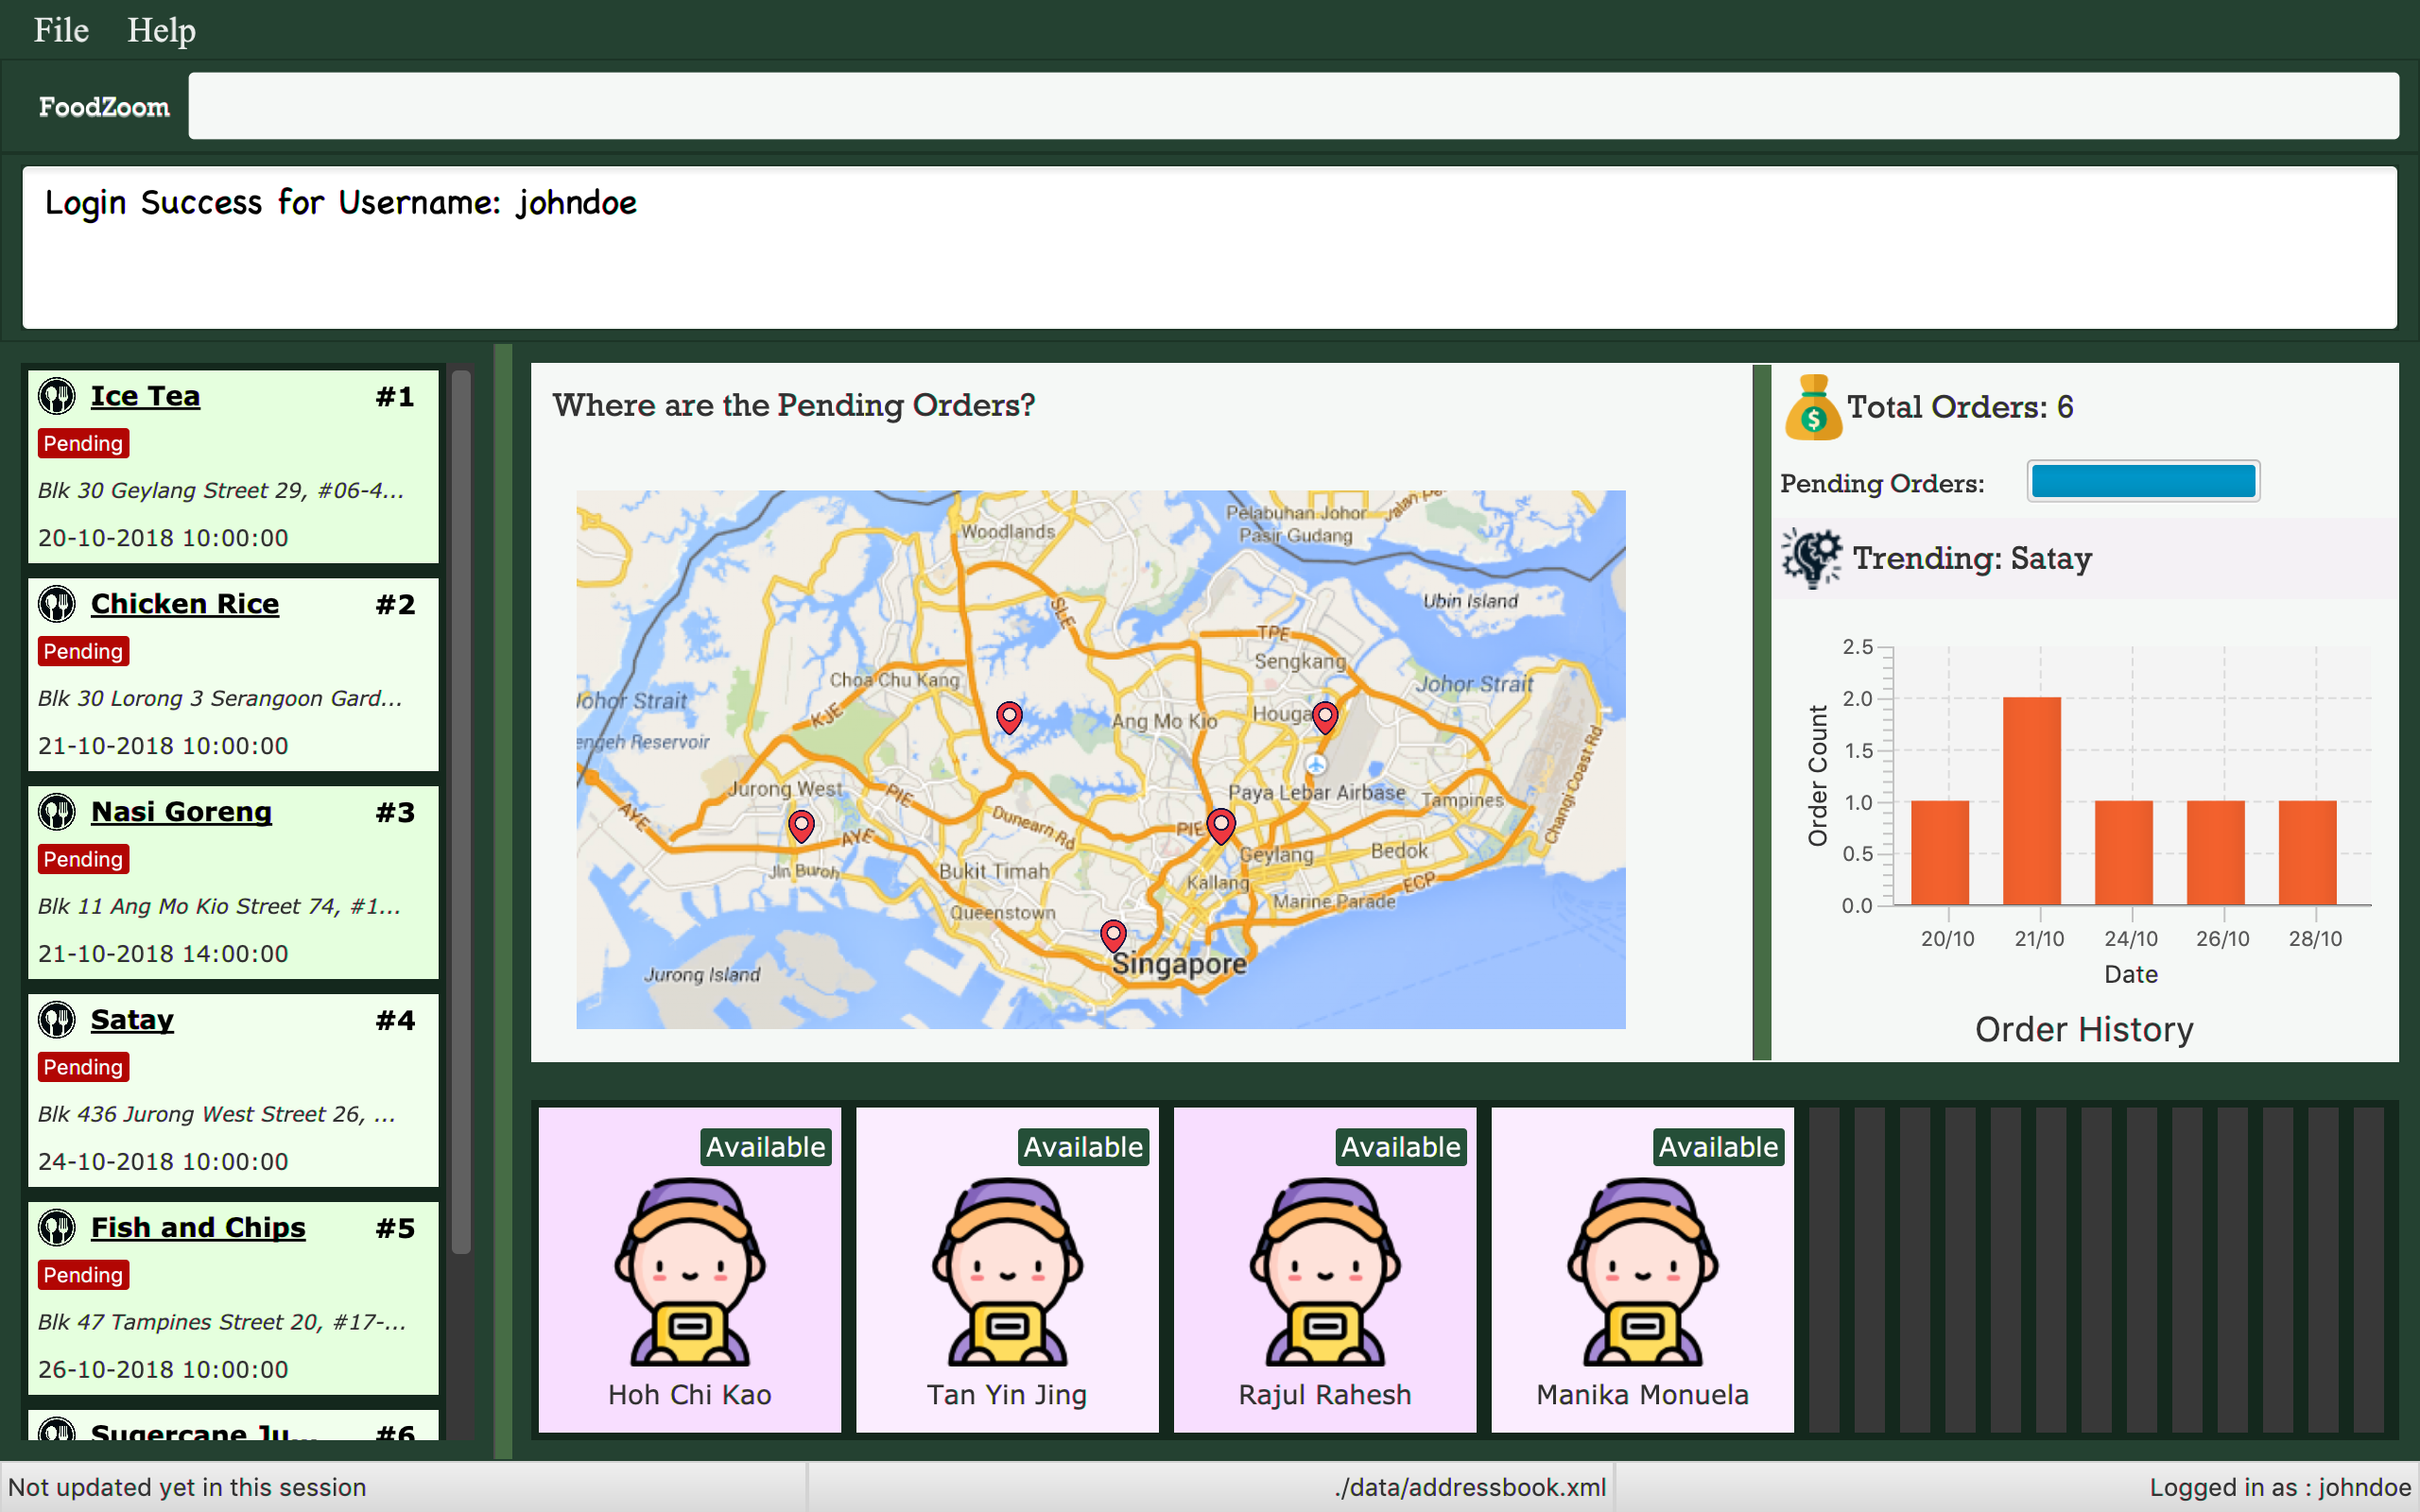 File Help
FoodZoom
Login Success for Username: johndoe
Ice Tea #1
Pending
Blk 30 Geylang Street 29, #06-4...
20-10-2018 10:00:00
Chicken Rice #2
Pending
Blk 30 Lorong 3 Serangoon Gard...
21-10-2018 10:00:00
Nasi Goreng #3
Pending
Blk 11 Ang Mo Kio Street 74, #1...
21-10-2018 14:00:00
Satay #4
Pending
Blk 436 Jurong West Street 26, ...
24-10-2018 10:00:00
Fish and Chips #5
Pending
Blk 47 Tampines Street 20, #17-...
26-10-2018 10:00:00
Sugercane Ju... #6
Where are the Pending Orders?
Woodlands
Pelabuhan Johor
Pasir Gudang
SLE
Ubin Island
TPE
Sengkang
Choa Chu Kang
Johor Strait
Johor Strait
KJE
Ang Mo Kio
Houga
engeh Reservoir
Jurong West
PIE
Paya Lebar Airbase
Tampines
Changi Coast Rd
AYE
Dunearn Rd
PIE
AYE
Geylang
Bedok
Jln Buroh
Bukit Timah
Kallang
ECP
Queenstown
Marine Parade
Singapore
Jurong Island
Total Orders: 6
Pending Orders:
Trending: Satay
2.5
2.0
1.5
1.0
0.5
0.0
Order Count
20/10 21/10 24/10 26/10 28/10
Date
Order History
Available
Hoh Chi Kao
Available
Tan Yin Jing
Available
Rajul Rahesh
Available
Manika Monuela
Not updated yet in this session
./data/addressbook.xml
Logged in as : johndoe